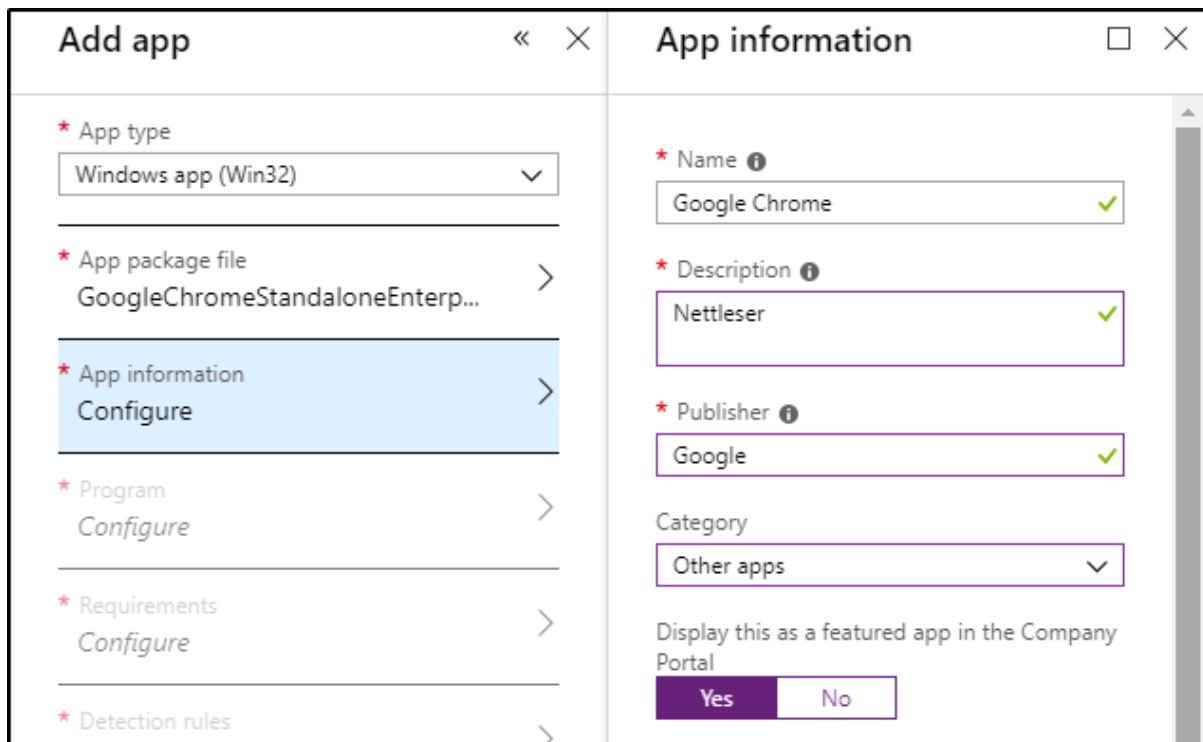 Add app
* App type
Windows app (Win32)
* App package file
GoogleChromeStandaloneEnterp...
* App information
Configure
* Program
Configure
* Requirements
Configure
* Detection rules
App information
* Name
Google Chrome
* Description
Nettleser
* Publisher
Google
Category
Other apps
Display this as a featured app in the Company
Portal
Yes No